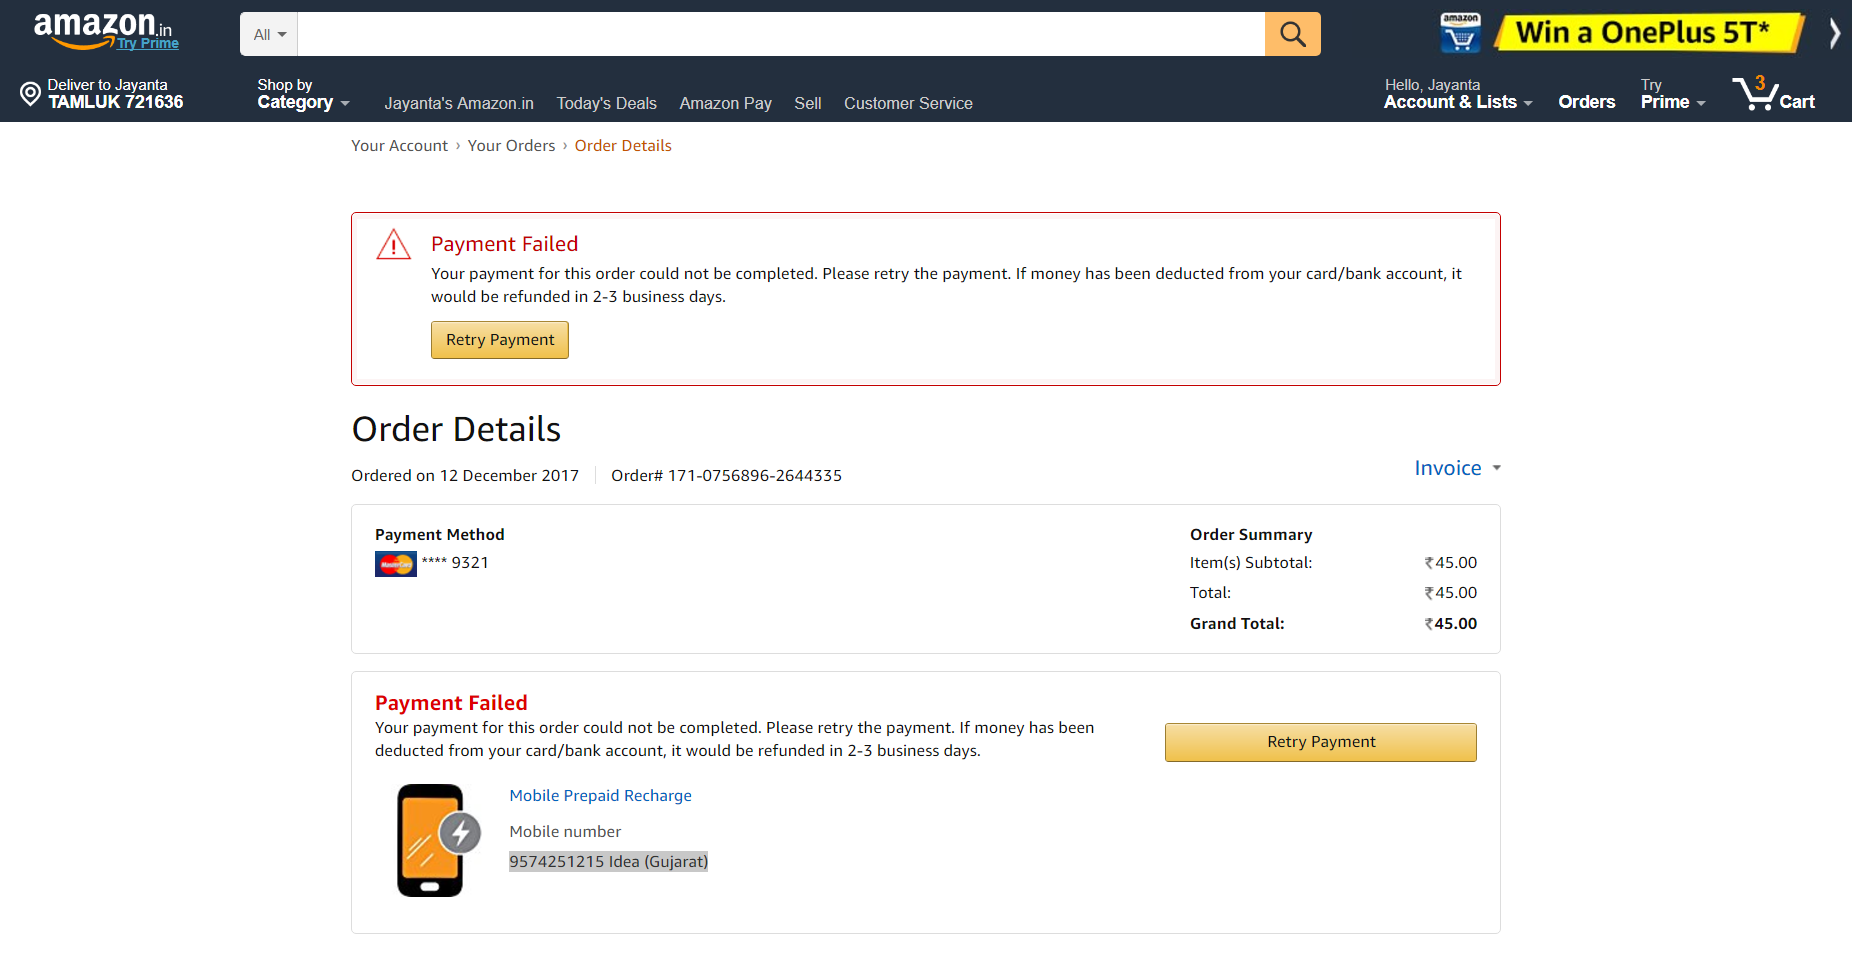 amazon.in
Try Prime
All
amazon
Win a OnePlus 5T*
Deliver to Jayanta
TAMLUK 721636
Shop by
Category
Jayanta's Amazon.in Today's Deals Amazon Pay Sell Customer Service
Hello, Jayanta
Account & Lists
Orders
Try
Prime
3
Cart
Your Account › Your Orders › Order Details
Payment Failed
Your payment for this order could not be completed. Please retry the payment. If money has been deducted from your card/bank account, it
would be refunded in 2-3 business days.
Retry Payment
Order Details
Ordered on 12 December 2017 Order# 171-0756896-2644335
Invoice
Payment Method
MasterCard **** 9321
Order Summary
Item(s) Subtotal: ₹45.00
Total: ₹45.00
Grand Total: ₹45.00
Payment Failed
Your payment for this order could not be completed. Please retry the payment. If money has been
deducted from your card/bank account, it would be refunded in 2-3 business days.
Retry Payment
Mobile Prepaid Recharge
Mobile number
9574251215 Idea (Gujarat)